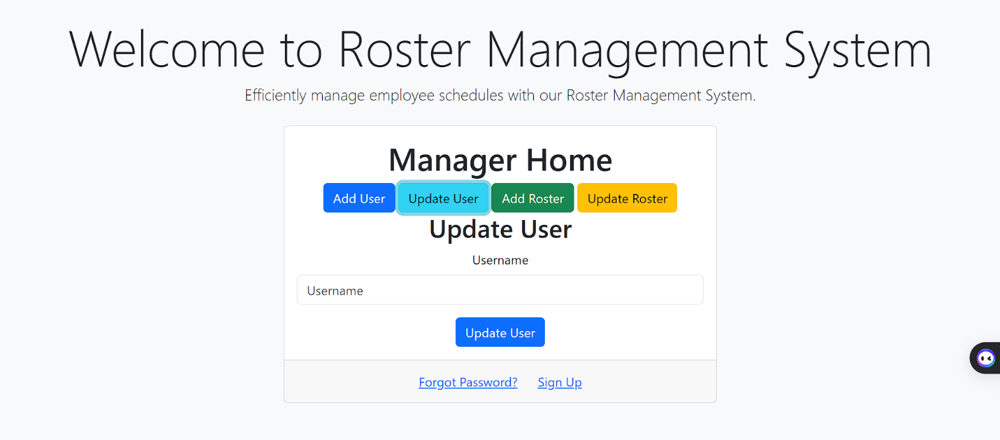 Welcome to Roster Management System
Efficiently manage employee schedules with our Roster Management System.
Manager Home
Add User Update User Add Roster Update Roster
Update User
Username
Username
Update User
Forgot Password? Sign Up